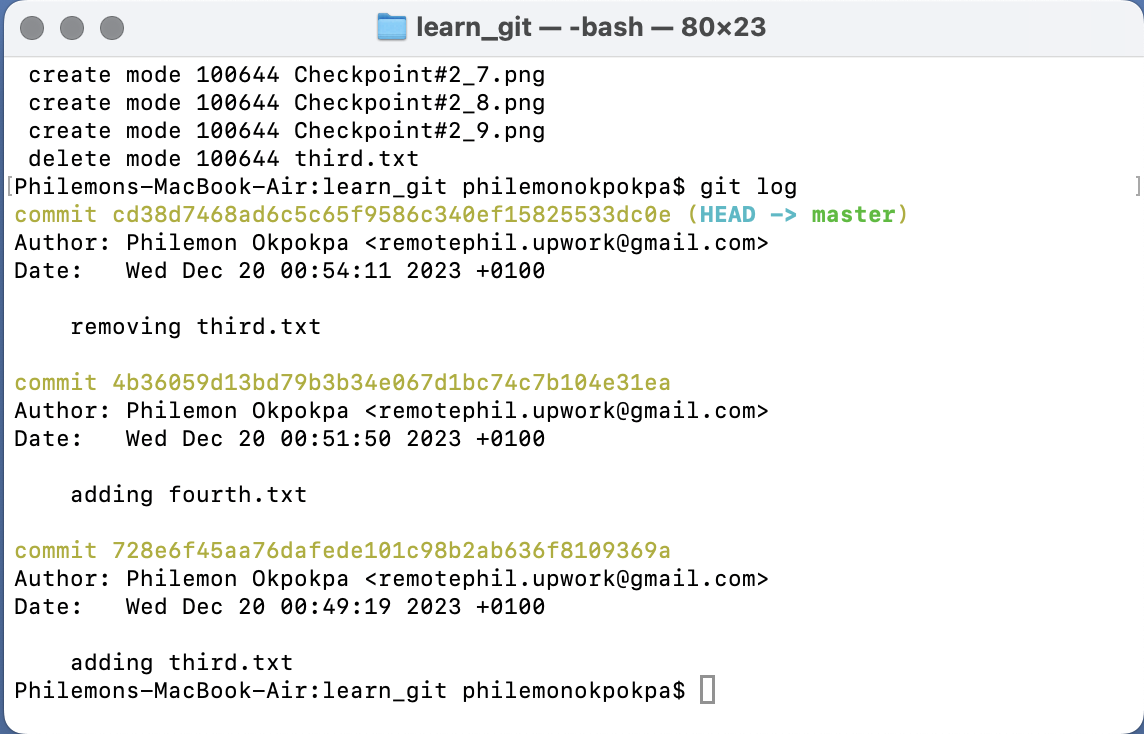 learn_git — -bash — 80×23
create mode 100644 Checkpoint#2_7.png
create mode 100644 Checkpoint#2_8.png
create mode 100644 Checkpoint#2_9.png
delete mode 100644 third.txt
[Philemons-MacBook-Air:learn_git philemonokpokpa$ git log ]
commit cd38d7468ad6c5c65f9586c340ef15825533dc0e (HEAD -> master)
Author: Philemon Okpokpa <remotephil.upwork@gmail.com>
Date:   Wed Dec 20 00:54:11 2023 +0100
removing third.txt
commit 4b36059d13bd79b3b34e067d1bc74c7b104e31ea
Author: Philemon Okpokpa <remotephil.upwork@gmail.com>
Date:   Wed Dec 20 00:51:50 2023 +0100
adding fourth.txt
commit 728e6f45aa76dafede101c98b2ab636f8109369a
Author: Philemon Okpokpa <remotephil.upwork@gmail.com>
Date:   Wed Dec 20 00:49:19 2023 +0100
adding third.txt
Philemons-MacBook-Air:learn_git philemonokpokpa$